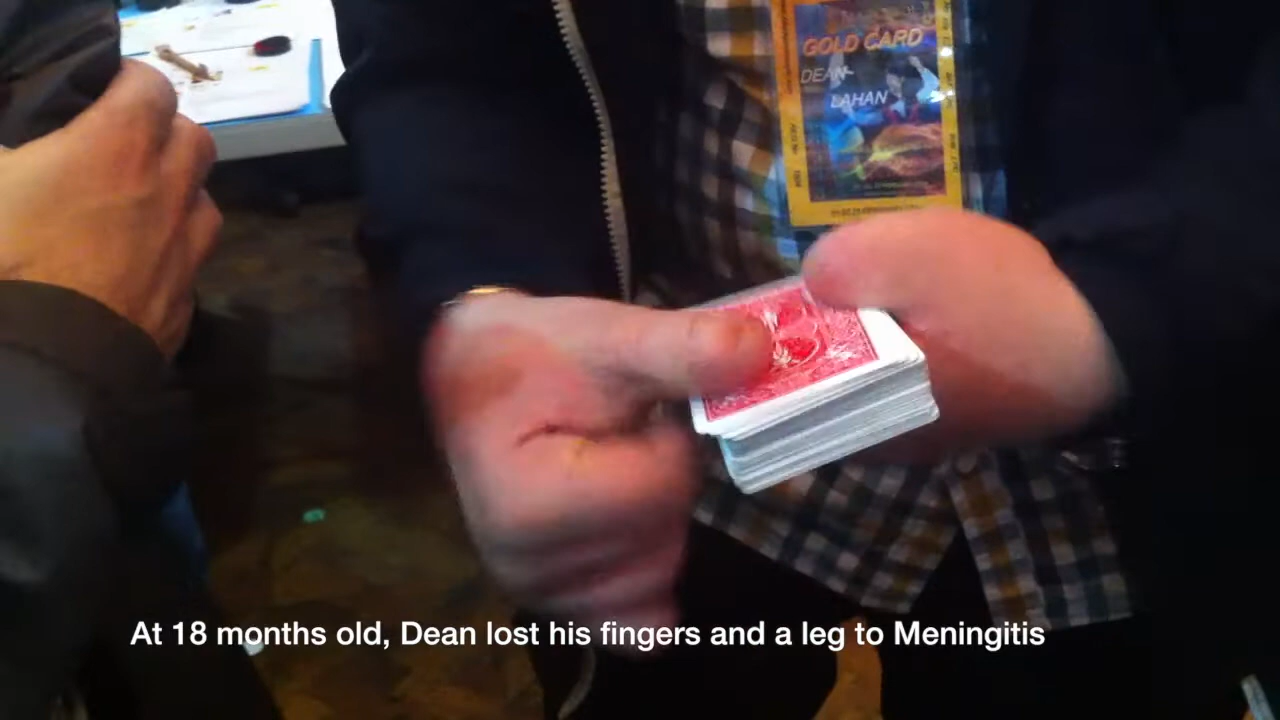 GOLD CARD
DEAN
LAHAN
At 18 months old, Dean lost his fingers and a leg to Meningitis